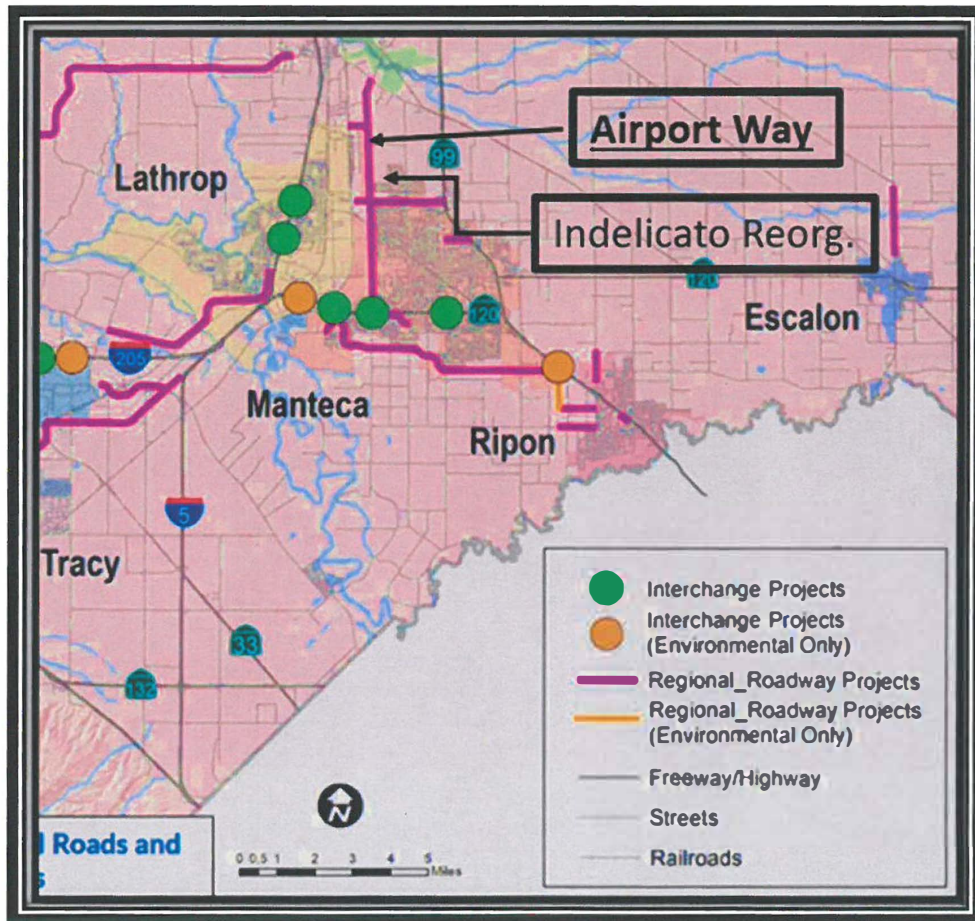 Airport Way
99
Lathrop
Indelicato Reorg.
120
Escalon
120
205
Manteca
Ripon
5
Tracy
33
132
Interchange Projects
Interchange Projects
(Environmental Only)
Regional_Roadway Projects
Regional_Roadway Projects
(Environmental Only)
Freeway/Highway
Streets
Railroads
N
l Roads and
s
0 0.5 1 2 3 4 5
Miles